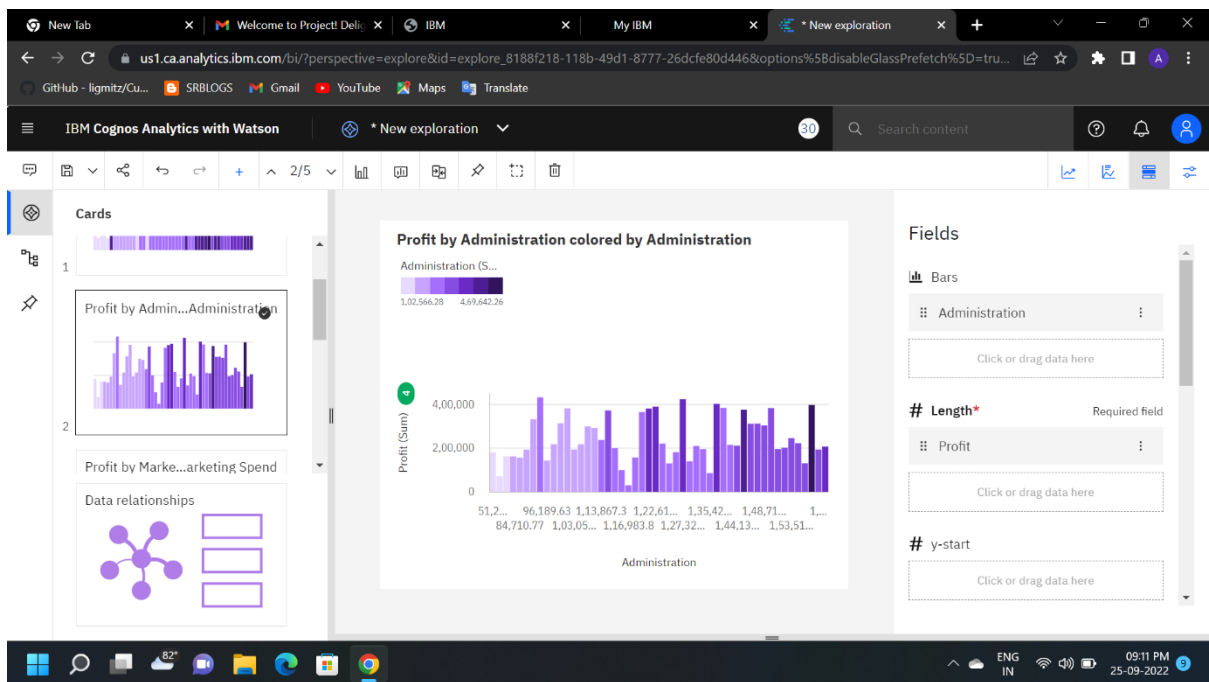 New Tab
Welcome to Project! Delig
IBM
My IBM
* New exploration
us1.ca.analytics.ibm.com/bi/?perspective=explore&id=explore_8188f218-118b-49d1-8777-26dcfe80d446&options%5BdisableGlassPrefetch%5D=tru...
A
GitHub - ligmitz/Cu...
SRBLOGS
Gmail
YouTube
Maps
Translate
IBM Cognos Analytics with Watson
* New exploration
30
Search content
2/5
Cards
1
Profit by Admin...Administration
2
Profit by Marke...arketing Spend
Data relationships
Profit by Administration colored by Administration
Administration (S...
1,02,566.28 4,69,642.26
4
Profit (Sum)
4,00,000
2,00,000
0
51,2... 96,189.63 1,13,867.3 1,22,61... 1,35,42... 1,48,71... 1,...
84,710.77 1,03,05... 1,16,983.8 1,27,32... 1,44,13... 1,53,51...
Administration
Fields
Bars
Administration
Click or drag data here
# Length* Required field
Profit
Click or drag data here
# y-start
Click or drag data here
82°
ENG
IN
09:11 PM
25-09-2022
9